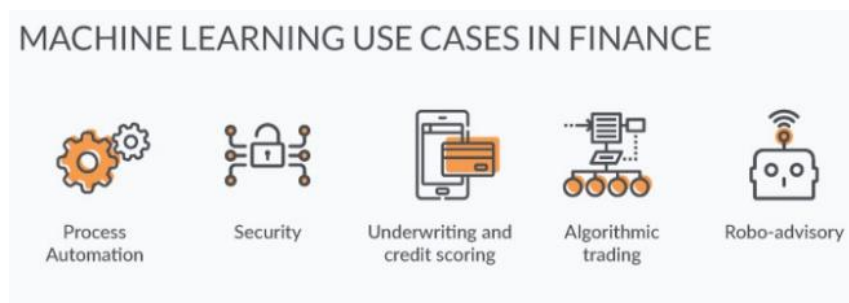 MACHINE LEARNING USE CASES IN FINANCE
Process
Automation
Security
Underwriting and
credit scoring
Algorithmic
trading
Robo-advisory